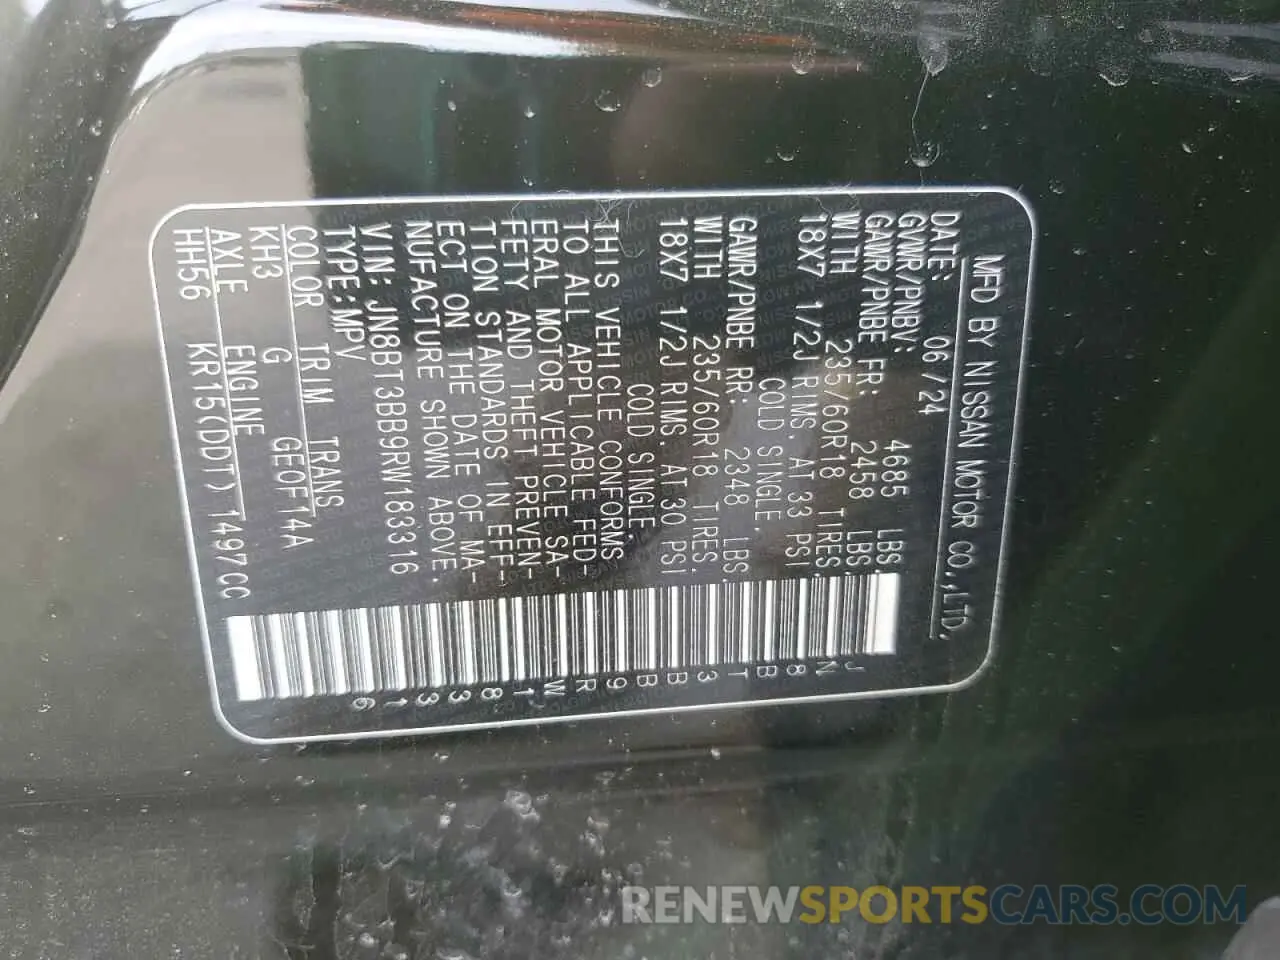 MFD BY NISSAN MOTOR CO.,LTD.
DATE: 06 /24
GVWR/PNBV: 4685 LBS.
GAWR/PNBE FR: 2458 LBS.
WITH 235/60R18 TIRES,
18X7 1/2J RIMS. AT 33 PSI
COLD SINGLE
GAWR/PNBE RR: 2348 LBS.
WITH 235/60R18 TIRES.
18X7 1/2J RIMS. AT 30 PSI
COLD SINGLE.
THIS VEHICLE CONFORMS
TO ALL APPLICABLE FED-
ERAL MOTOR VEHICLE SA-
FETY AND THEFT PREVEN-
TION STANDARDS IN EFF-
ECT ON THE DATE OF MA-
NUFACTURE SHOWN ABOVE.
VIN: JN8BT3BB9RW183316
TYPE:MPV
COLOR TRIM TRANS
KH3 G GE0F14A
AXLE ENGINE
HH56 KR15(DDT) 1497CC
JN8BT3BB9RW183316
RENEWSPORTSCARS.COM